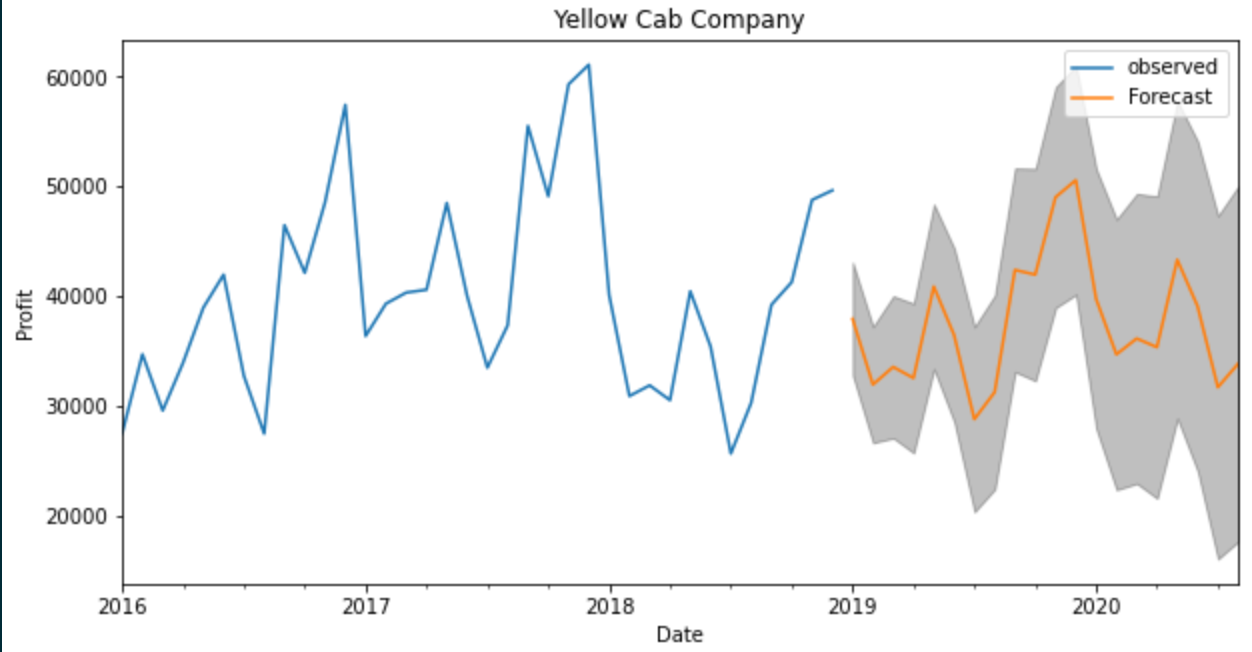 Yellow Cab Company
observed
Forecast
60000
50000
40000
30000
20000
Profit
2016 2017 2018 2019 2020
Date